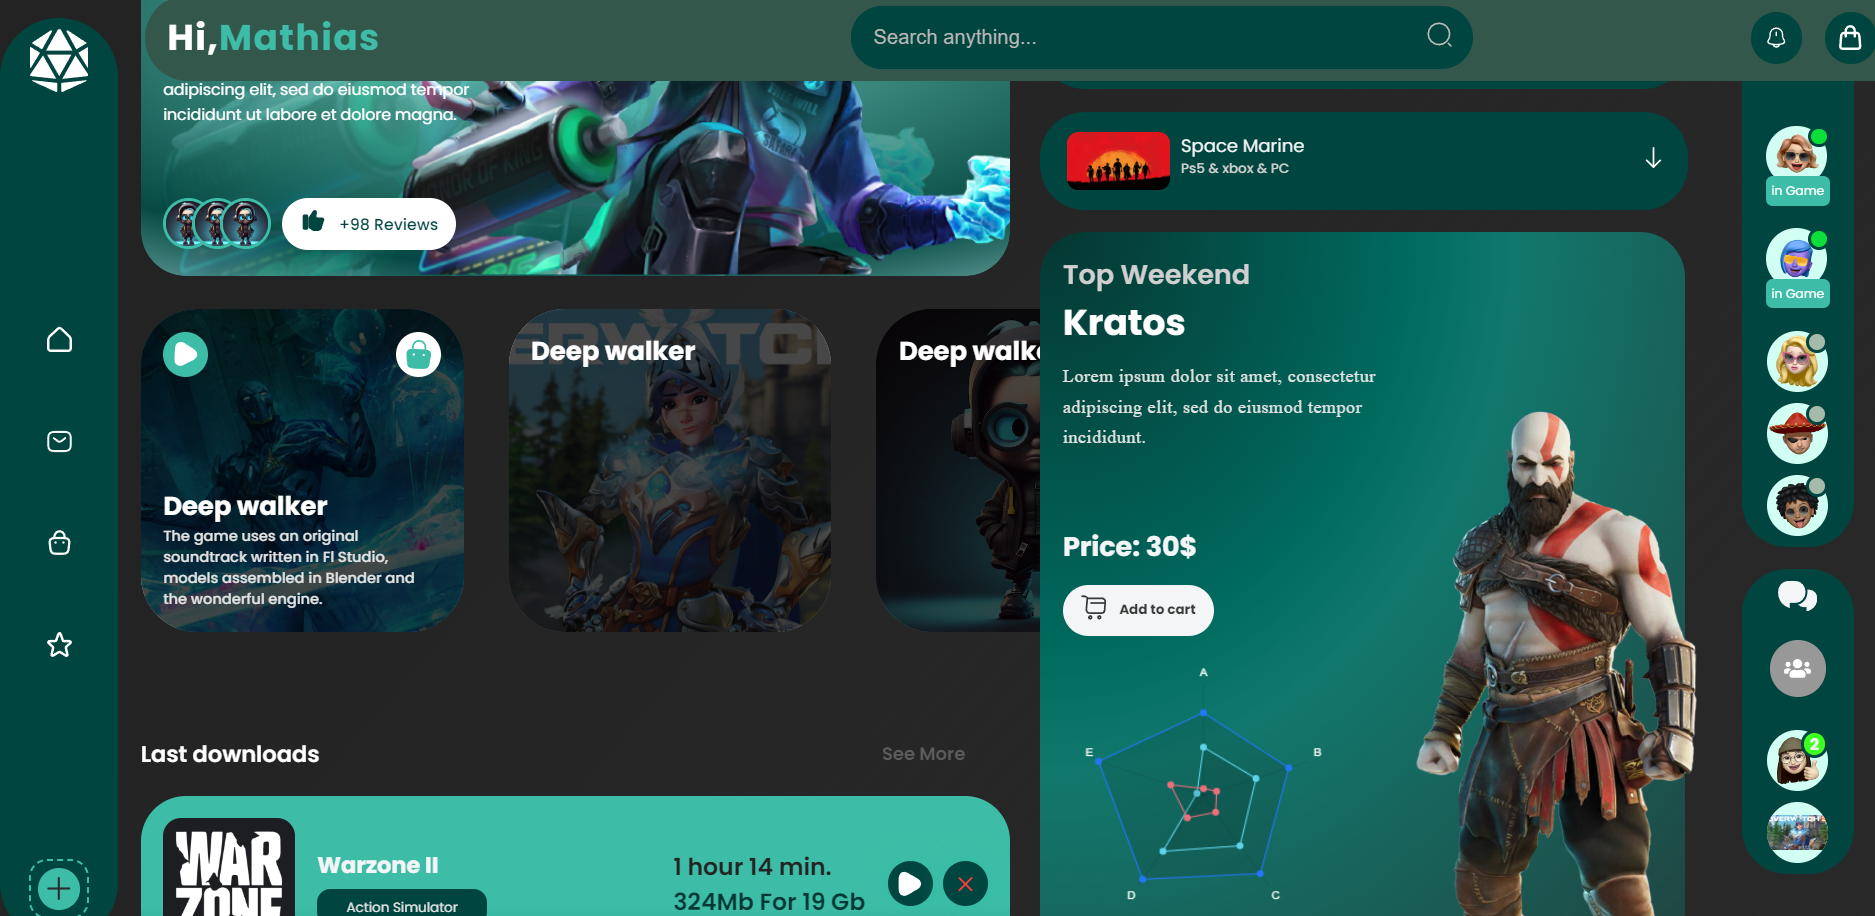 Hi,Mathias
Search anything...
adipiscing elit, sed do eiusmod tempor
incididunt ut labore et dolore magna.
HONOR OF KING
+98 Reviews
Space Marine
Ps5 & xbox & PC
in Game
in Game
Top Weekend
Kratos
Lorem ipsum dolor sit amet, consectetur
adipiscing elit, sed do eiusmod tempor
incididunt.
Price: 30$
Add to cart
A
B
C
D
E
Deep walker
The game uses an original
soundtrack written in Fl Studio,
models assembled in Blender and
the wonderful engine.
Deep walker
Deep walke
Last downloads
See More
WAR
ZONE
Warzone II
Action Simulator
1 hour 14 min.
324Mb For 19 Gb
2